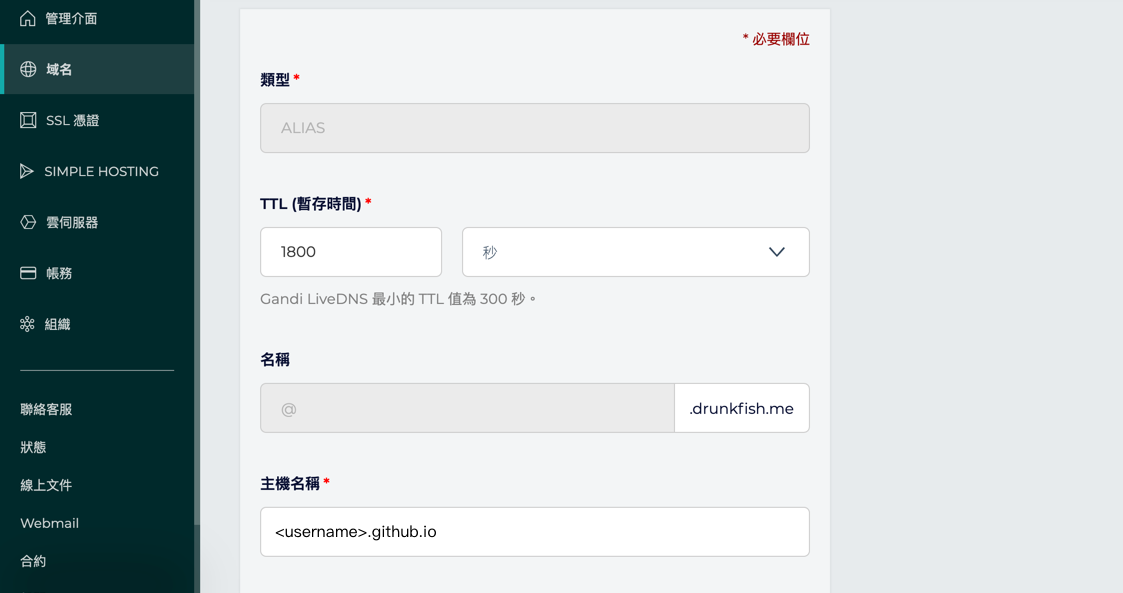 管理介面
域名
SSL 憑證
SIMPLE HOSTING
雲伺服器
帳務
組織
聯絡客服
狀態
線上文件
Webmail
合約
* 必要欄位
類型 *
ALIAS
TTL (暫存時間) *
1800
秒
Gandi LiveDNS 最小的 TTL 值為 300 秒。
名稱
@
.drunkfish.me
主機名稱 *
<username>.github.io